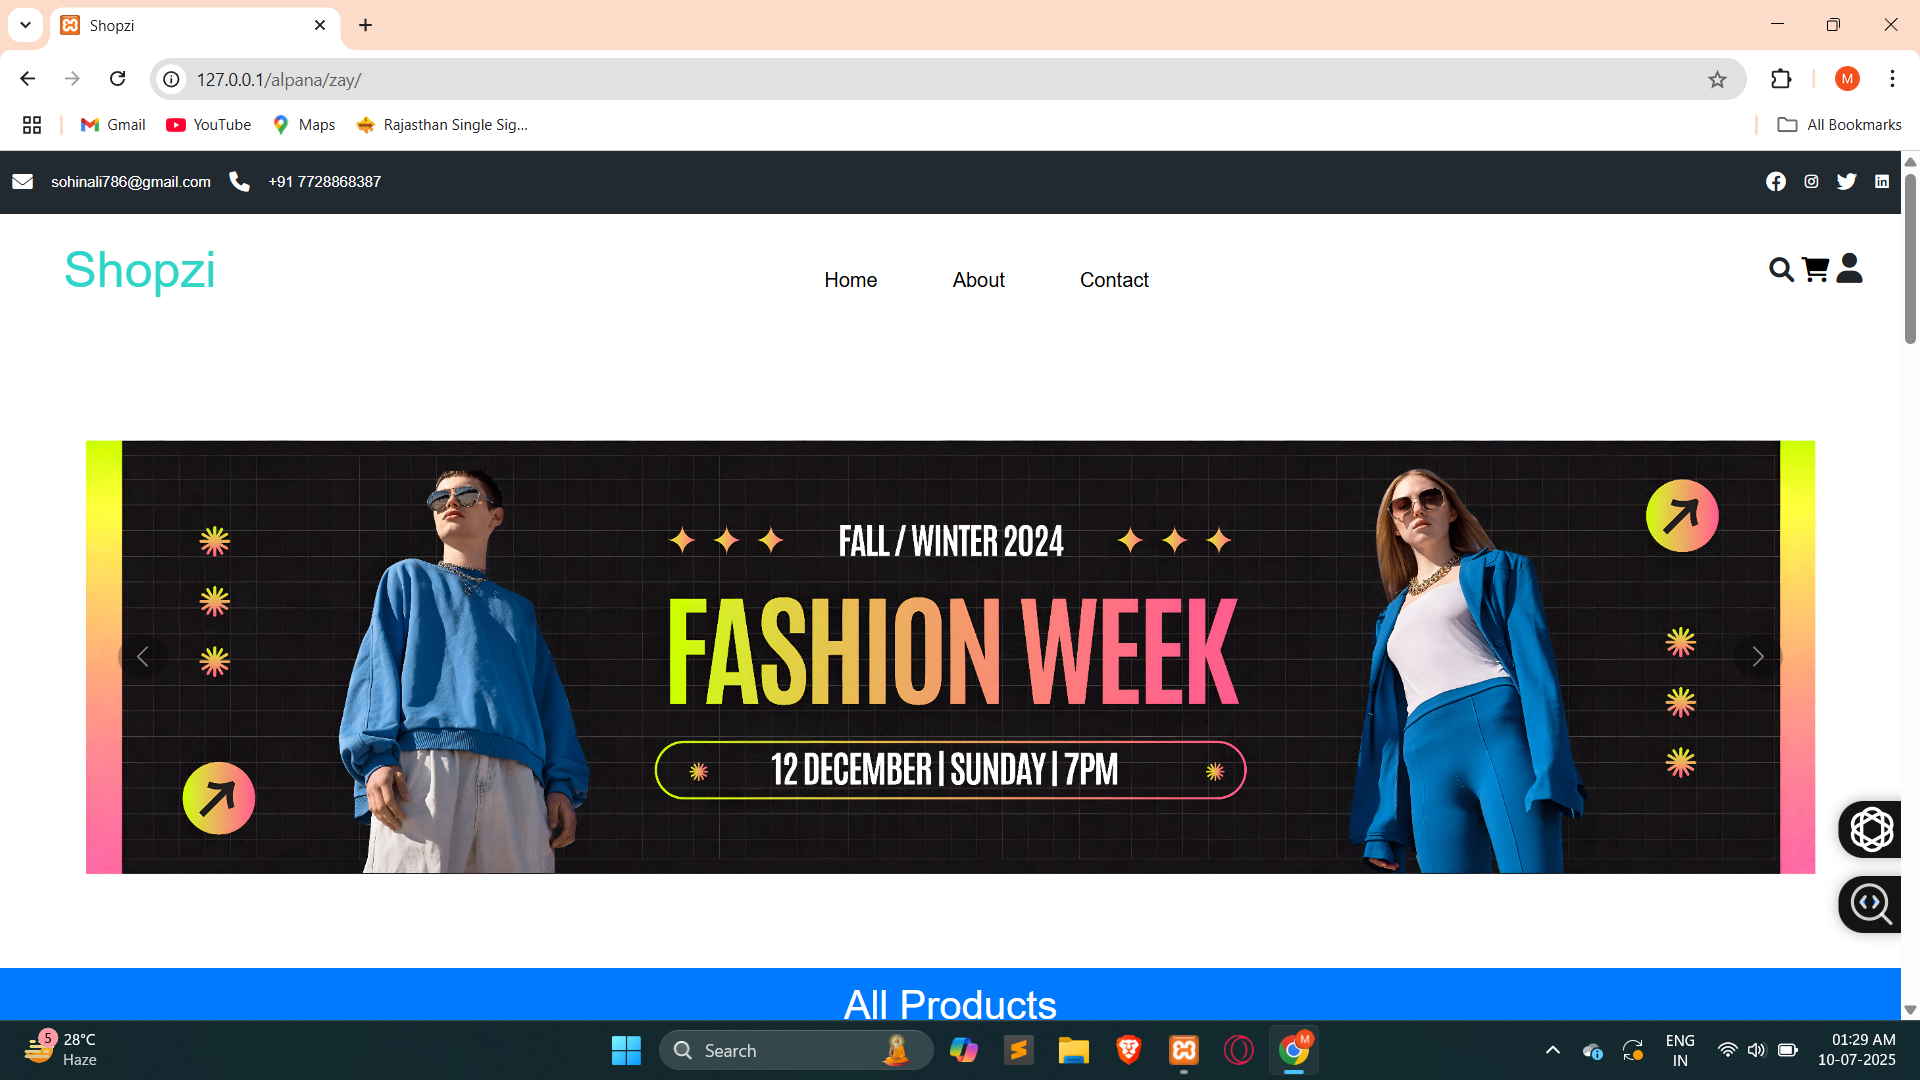 Shopzi
127.0.0.1/alpana/zay/
M
Gmail
YouTube
Maps
Rajasthan Single Sig...
All Bookmarks
sohinali786@gmail.com
+91 7728868387
Shopzi
Home
About
Contact
FALL / WINTER 2024
FASHION WEEK
12 DECEMBER | SUNDAY | 7PM
All Products
5
28°C
Haze
Search
M
ENG
IN
01:29 AM
10-07-2025